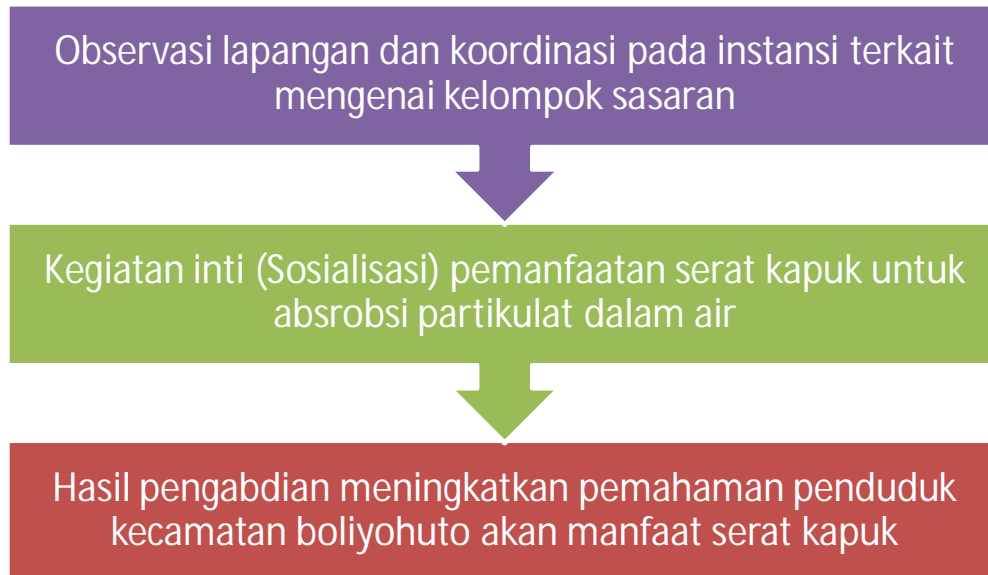 Observasi lapangan dan koordinasi pada instansi terkait
mengenai kelompok sasaran
Kegiatan inti (Sosialisasi) pemanfaatan serat kapuk untuk
absrobsi partikulat dalam air
Hasil pengabdian meningkatkan pemahaman penduduk
kecamatan boliyohuto akan manfaat serat kapuk